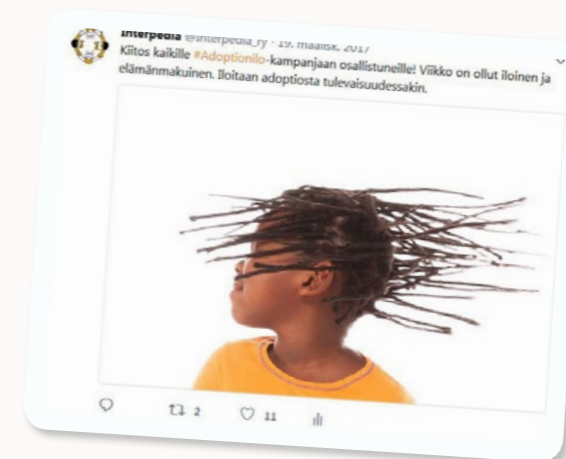 Interpedia @interpedia_ry · 19. maalisk. 2017
Kiitos kaikille #Adoptionilo-kampanjaan osallistuneille! Viikko on ollut iloinen ja
elämänmakuinen. Iloitaan adoptiosta tulevaisuudessakin.
2 11